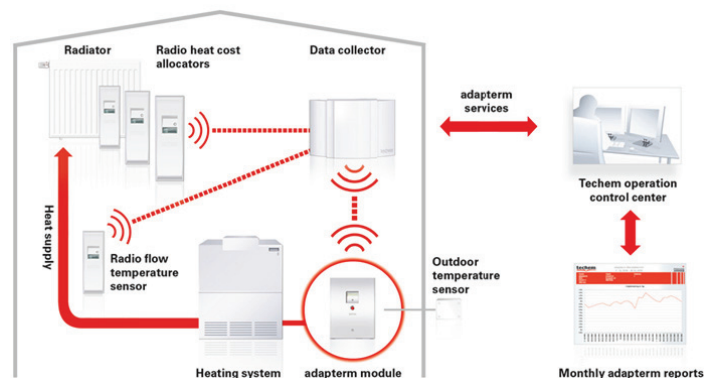 Radiator
Radio heat cost
allocators
Data collector
adapterm
services
Techem operation
control center
Heat supply
Radio flow
temperature
sensor
Outdoor
temperature
sensor
techem
Heating system
adapterm module
Monthly adapterm reports